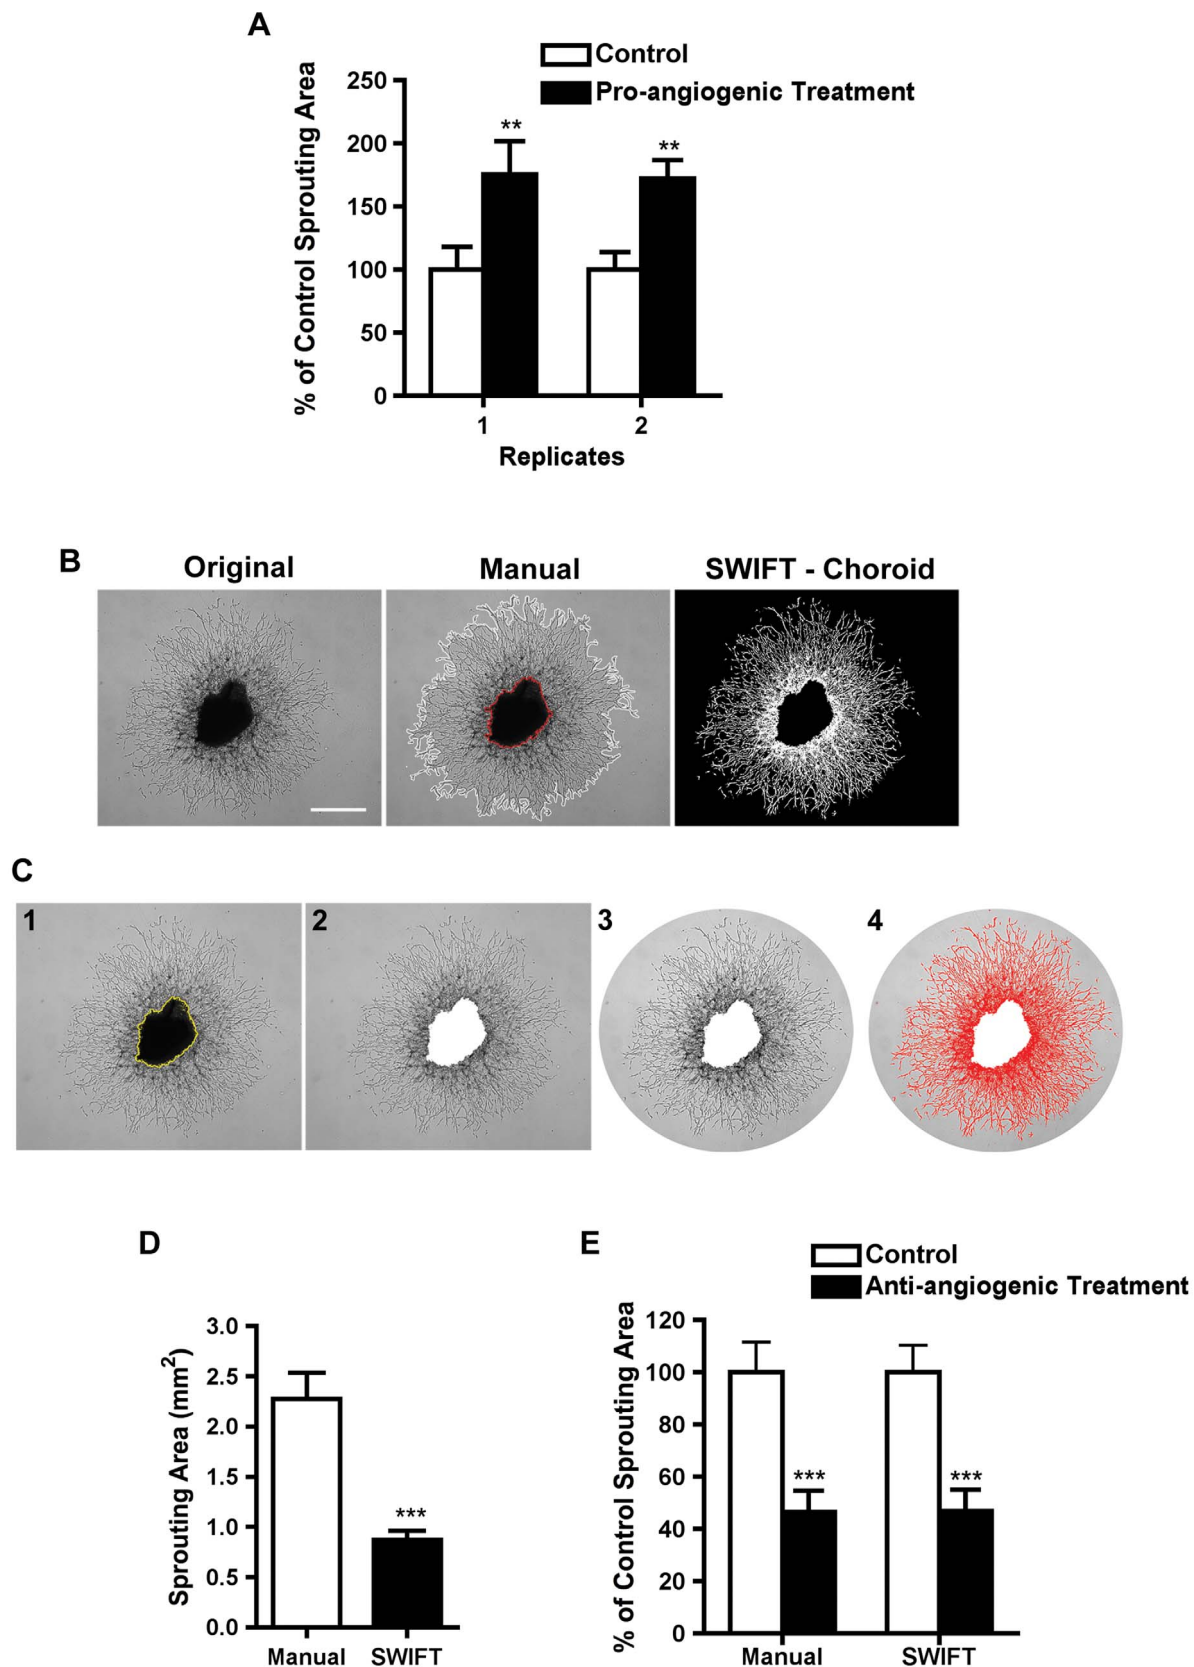 A
Control
Pro-angiogenic Treatment
% of Control Sprouting Area
250
200
150
100
50
0
**
**
1
2
Replicates
B
Original
Manual
SWIFT - Choroid
C
1
2
3
4
D
Sprouting Area (mm2)
3.0
2.5
2.0
1.5
1.0
0.5
0.0
***
Manual
SWIFT
E
Control
Anti-angiogenic Treatment
% of Control Sprouting Area
120
100
80
60
40
20
0
***
***
Manual
SWIFT